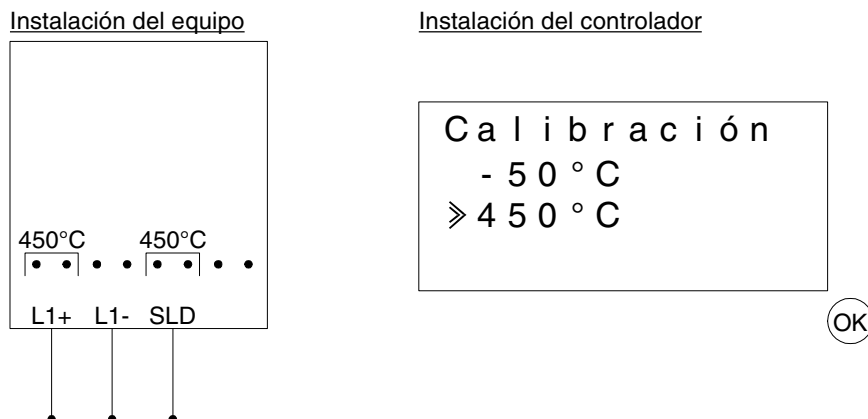 Instalación del equipo
450°C 450°C
L1+ L1- SLD
Instalación del controlador
Calibración
-50°C
≫450°C
OK